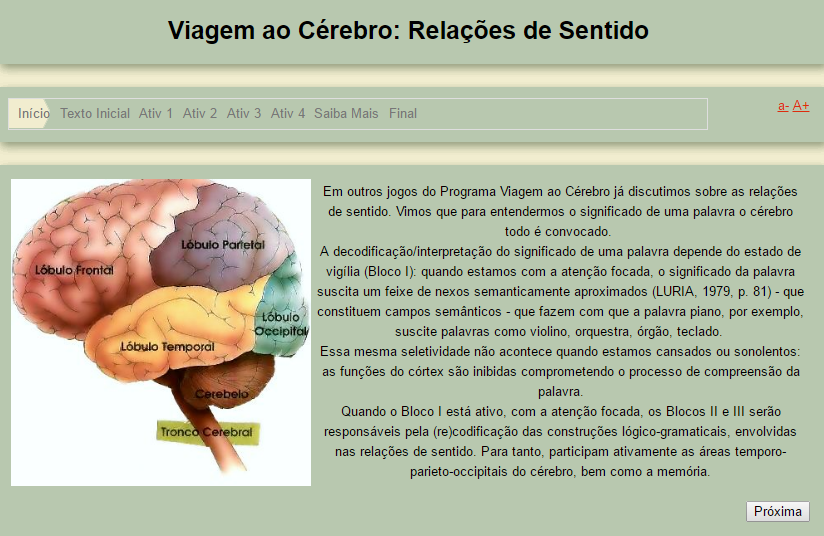 Viagem ao Cérebro: Relações de Sentido
Início Texto Inicial Ativ 1 Ativ 2 Ativ 3 Ativ 4 Saiba Mais Final
a- A+
Lóbulo Frontal
Lóbulo Parietal
Lóbulo Occipital
Lóbulo Temporal
Cerebelo
Tronco Cerebral
Em outros jogos do Programa Viagem ao Cérebro já discutimos sobre as relações
de sentido. Vimos que para entendermos o significado de uma palavra o cérebro
todo é convocado.
A decodificação/interpretação do significado de uma palavra depende do estado de
vigília (Bloco I): quando estamos com a atenção focada, o significado da palavra
suscita um feixe de nexos semanticamente aproximados (LURIA, 1979, p. 81) - que
constituem campos semânticos - que fazem com que a palavra piano, por exemplo,
suscite palavras como violino, orquestra, órgão, teclado.
Essa mesma seletividade não acontece quando estamos cansados ou sonolentos:
as funções do córtex são inibidas comprometendo o processo de compreensão da
palavra.
Quando o Bloco I está ativo, com a atenção focada, os Blocos II e III serão
responsáveis pela (re)codificação das construções lógico-gramaticais, envolvidas
nas relações de sentido. Para tanto, participam ativamente as áreas temporo-
parieto-occipitais do cérebro, bem como a memória.
Próxima